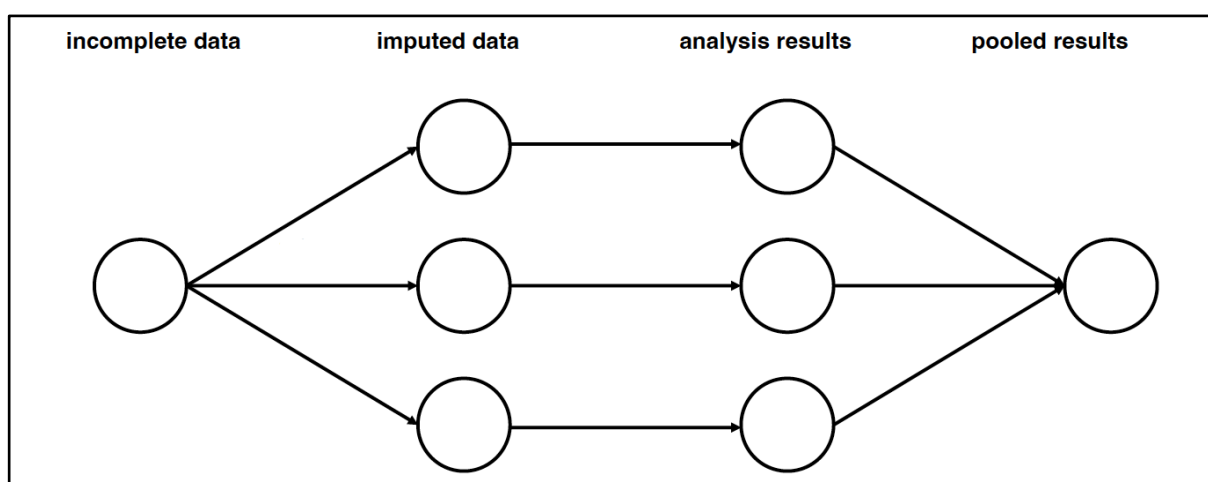 incomplete data imputed data analysis results pooled results